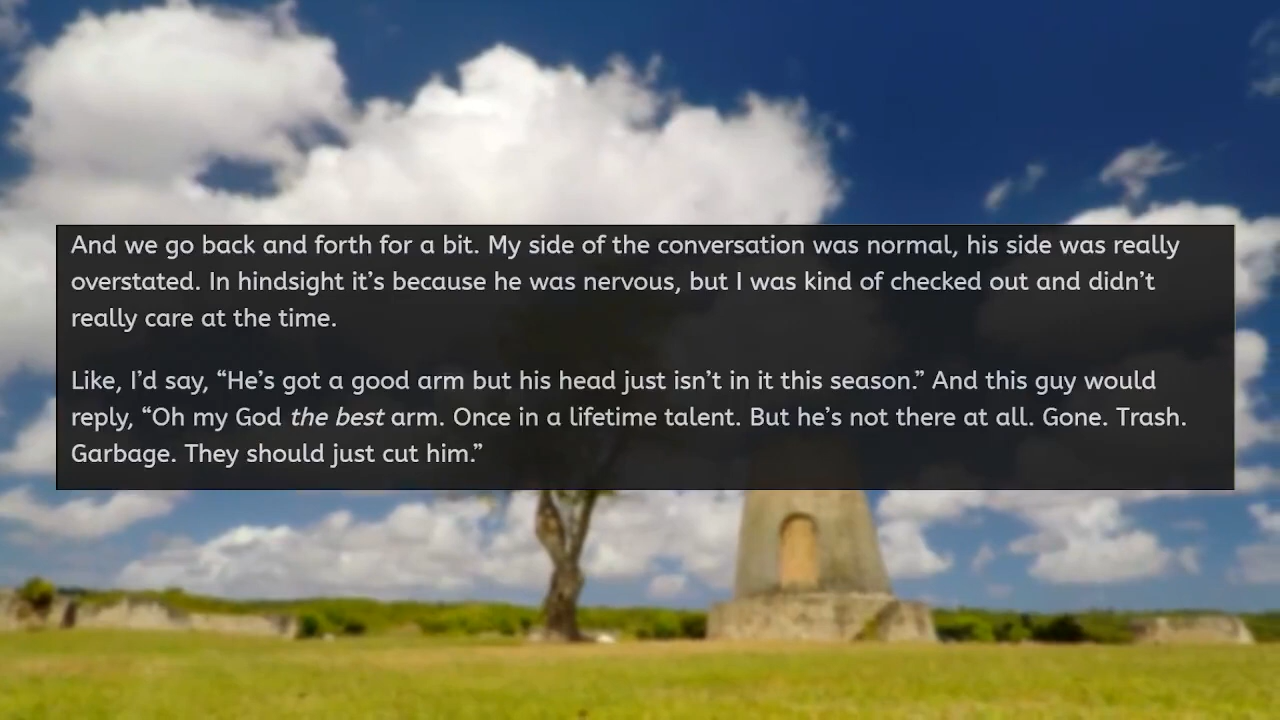 And we go back and forth for a bit. My side of the conversation was normal, his side was really
overstated. In hindsight it’s because he was nervous, but I was kind of checked out and didn’t
really care at the time.
Like, I’d say, “He’s got a good arm but his head just isn’t in it this season.” And this guy would
reply, “Oh my God the best arm. Once in a lifetime talent. But he’s not there at all. Gone. Trash.
Garbage. They should just cut him.”